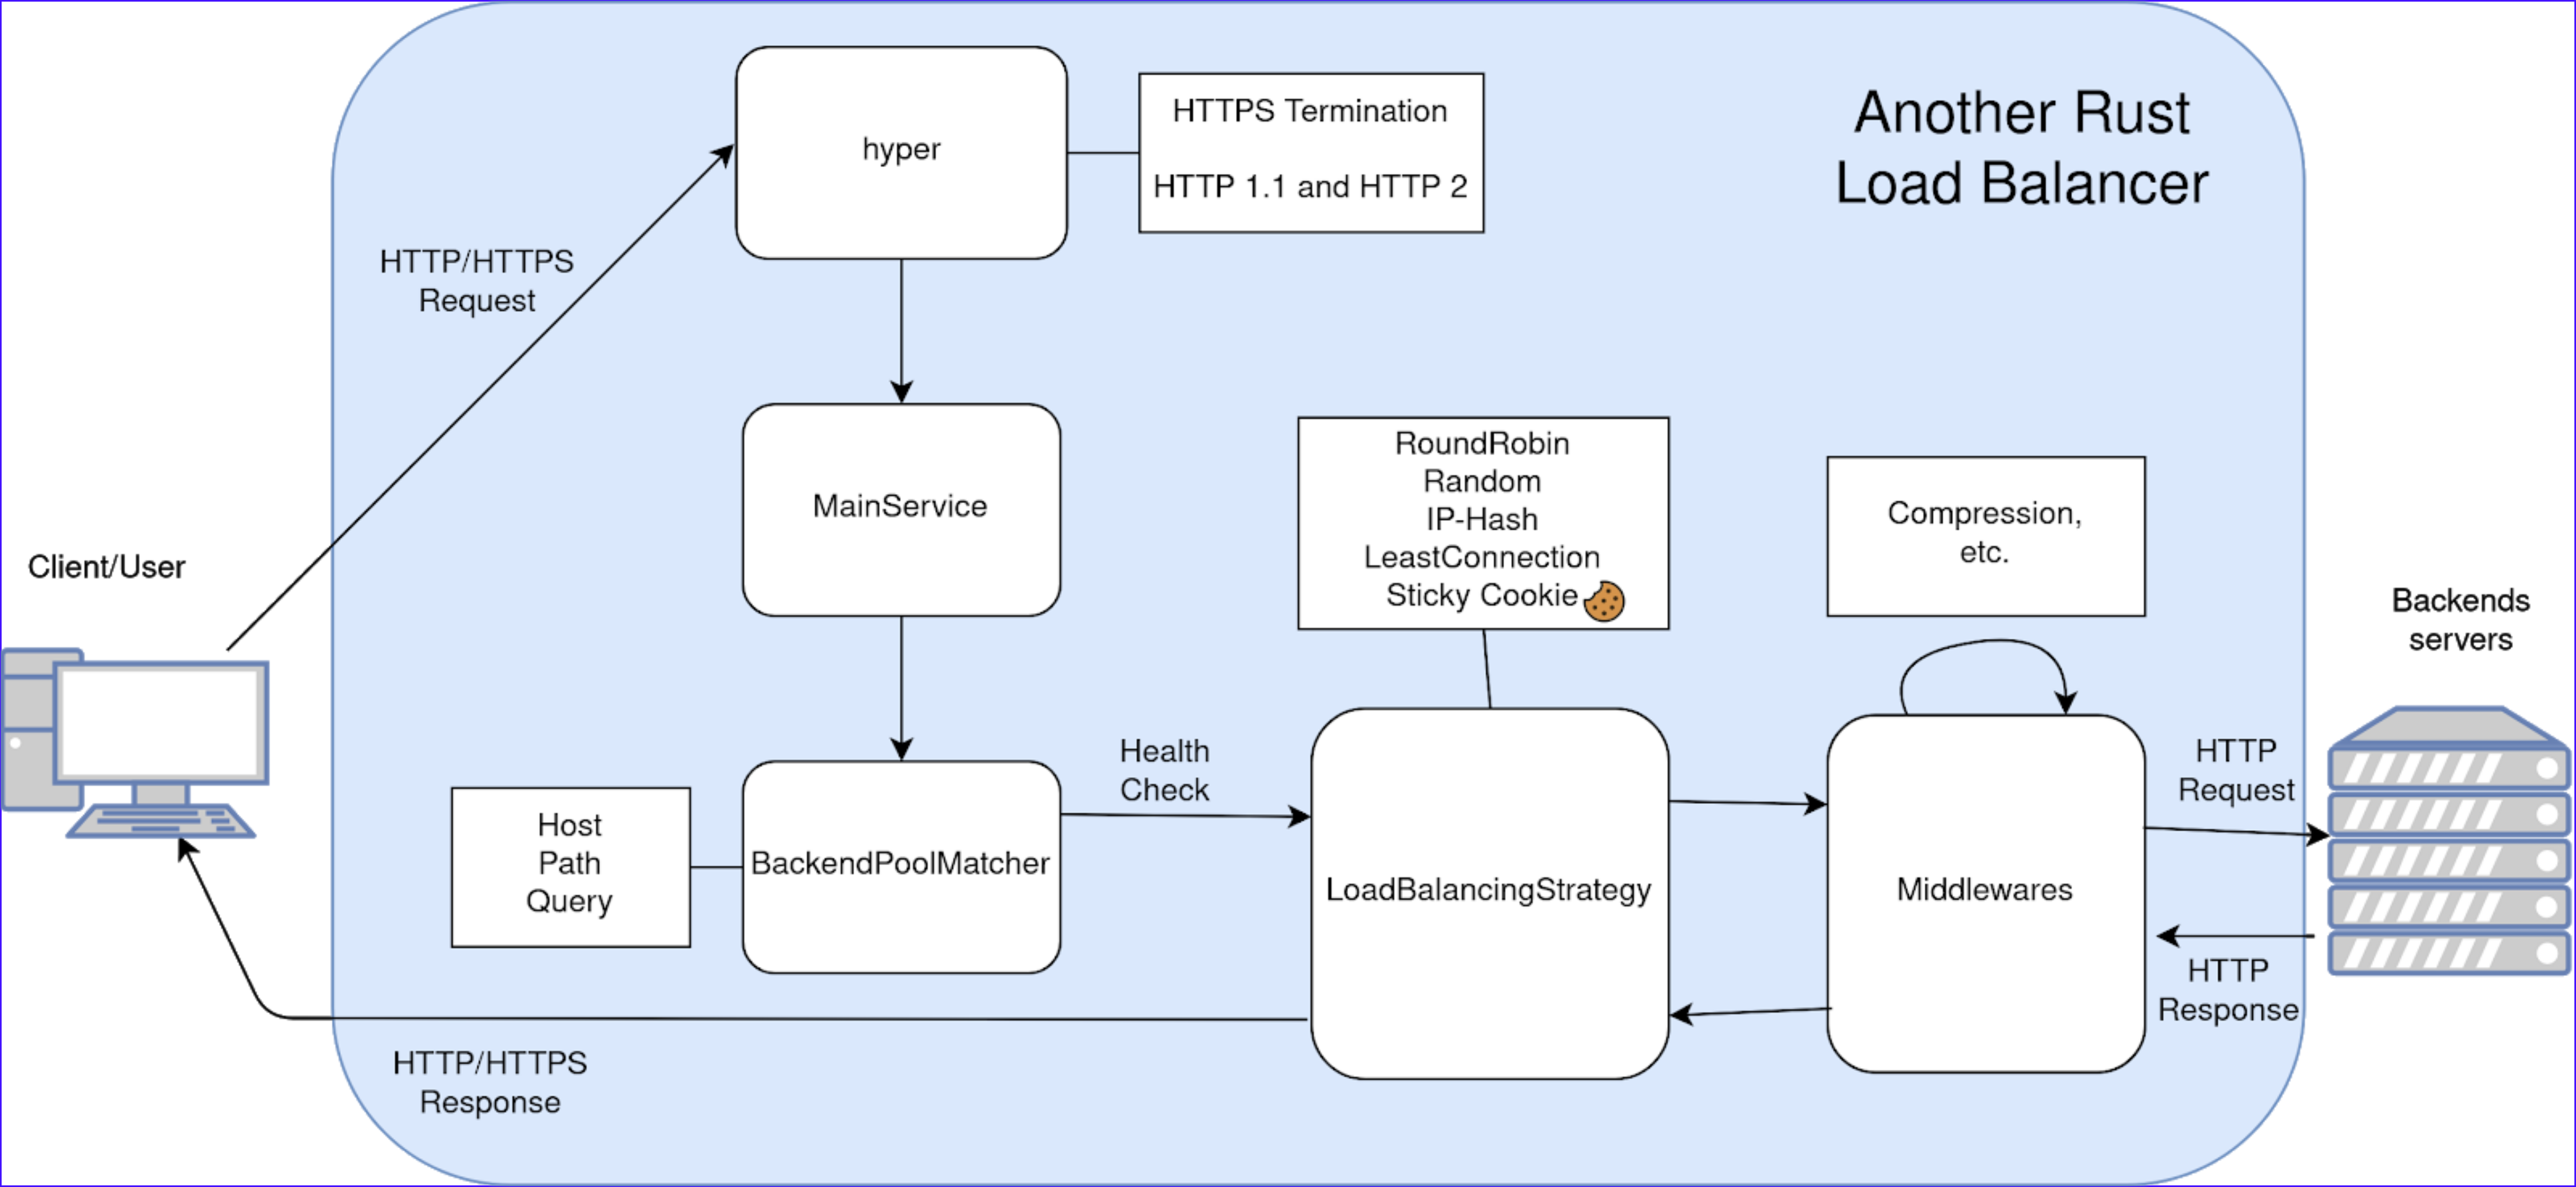 Another Rust
Load Balancer
hyper
HTTPS Termination
HTTP 1.1 and HTTP 2
HTTP/HTTPS
Request
Client/User
MainService
RoundRobin
Random
IP-Hash
LeastConnection
Sticky Cookie
Compression,
etc.
Backends
servers
Host
Path
Query
BackendPoolMatcher
Health
Check
LoadBalancingStrategy
Middlewares
HTTP
Request
HTTP
Response
HTTP/HTTPS
Response